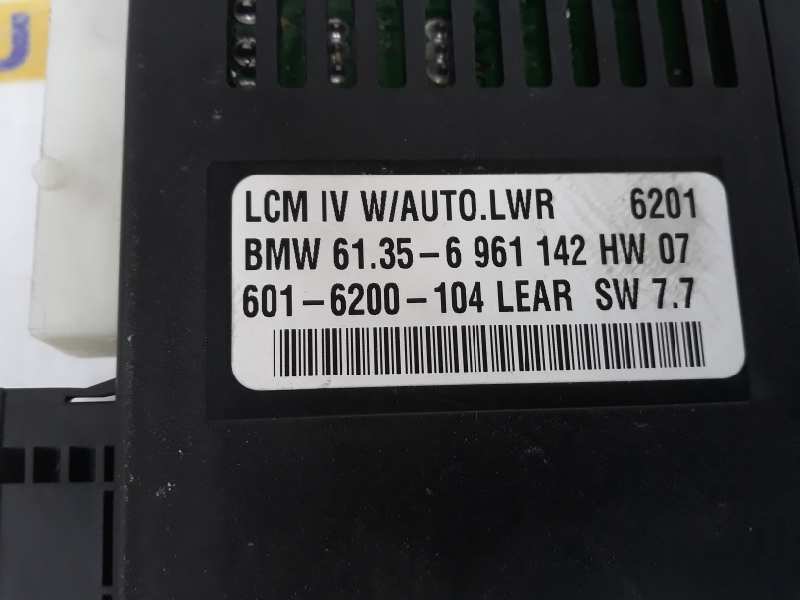 LCM IV W/AUTO.LWR 6201
BMW 61.35-6 961 142 HW 07
601-6200-104 LEAR SW 7.7